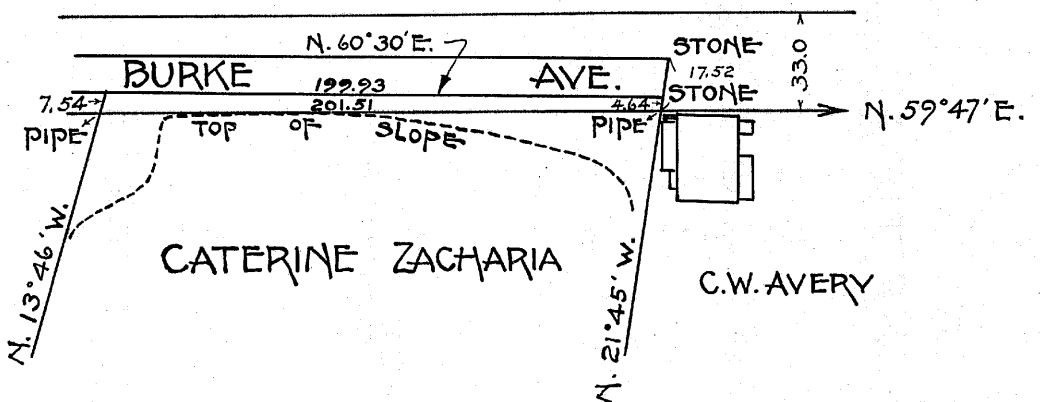 N. 60°30'E.
STONE
33.0
BURKE AVE.
199.93
17.52
7.54
201.51
4.64
STONE
N. 59°47'E.
PIPE
TOP OF SLOPE
PIPE
N. 13°46'W.
CATERINE ZACHARIA
N. 21°45'W.
C.W. AVERY